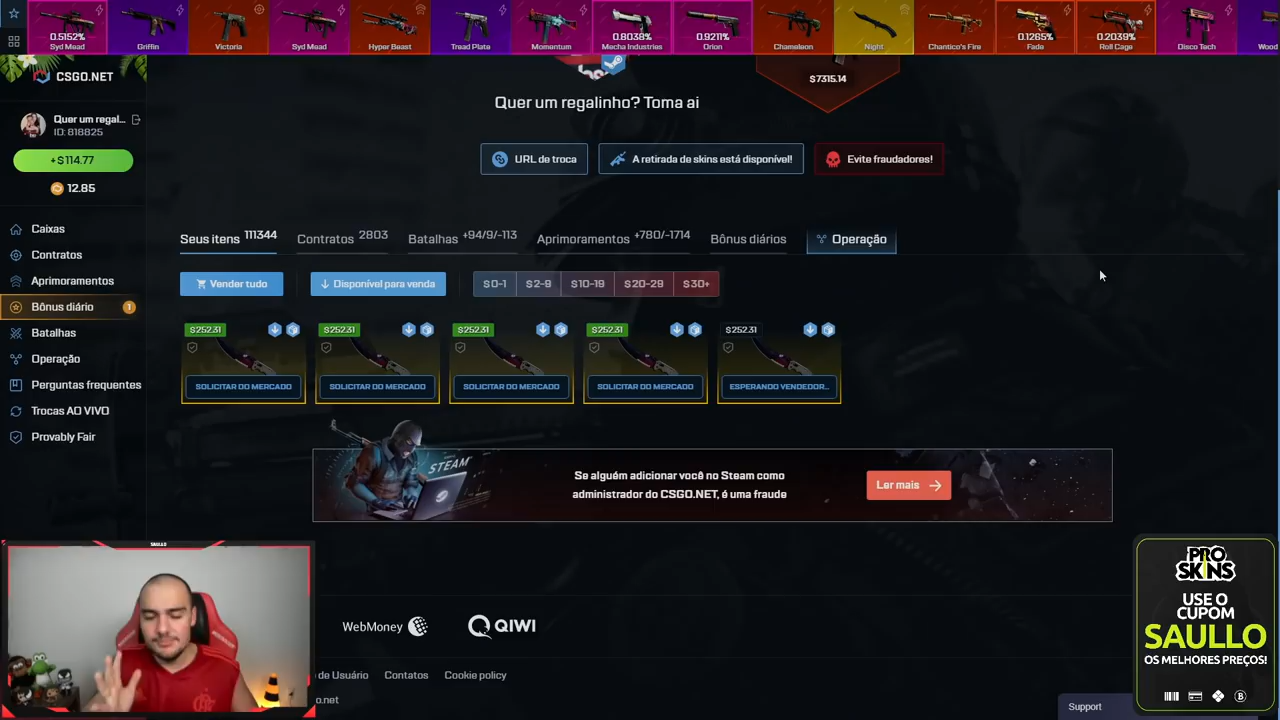 0.5152%
Syd Mead
Griffin
Victoria
Syd Mead
Hyper Beast
Tread Plate
Momentum
0.8038%
Mecha Industries
0.9211%
Orion
Chameleon
Night
Chantico's Fire
0.1265%
Fade
0.2039%
Roll Cage
Disco Tech
Wood
CSGO.NET
$7315.14
Quer um regalinho? Toma ai
Quer um regal...
ID: 818825
+$114.77
12.85
URL de troca
A retirada de skins está disponível!
Evite fraudadores!
Caixas
Contratos
Aprimoramentos
Bônus diário 1
Batalhas
Operação
Perguntas frequentes
Trocas AO VIVO
Provably Fair
Seus itens 111344
Contratos 2803
Batalhas +94/9/-113
Aprimoramentos +780/-1714
Bônus diários
Operação
Vender tudo
Disponível para venda
$0-1
$2-9
$10-19
$20-29
$30+
$252.31
$252.31
$252.31
$252.31
$252.31
SOLICITAR DO MERCADO
SOLICITAR DO MERCADO
SOLICITAR DO MERCADO
SOLICITAR DO MERCADO
ESPERANDO VENDEDOR...
STEAM
Se alguém adicionar você no Steam como
administrador do CSGO.NET, é uma fraude
Ler mais
SAULLO
WebMoney
QIWI
de Usuário
Contatos
Cookie policy
o.net
PRO
SKINS
USE O
CUPOM
SAULLO
OS MELHORES PREÇOS!
Support